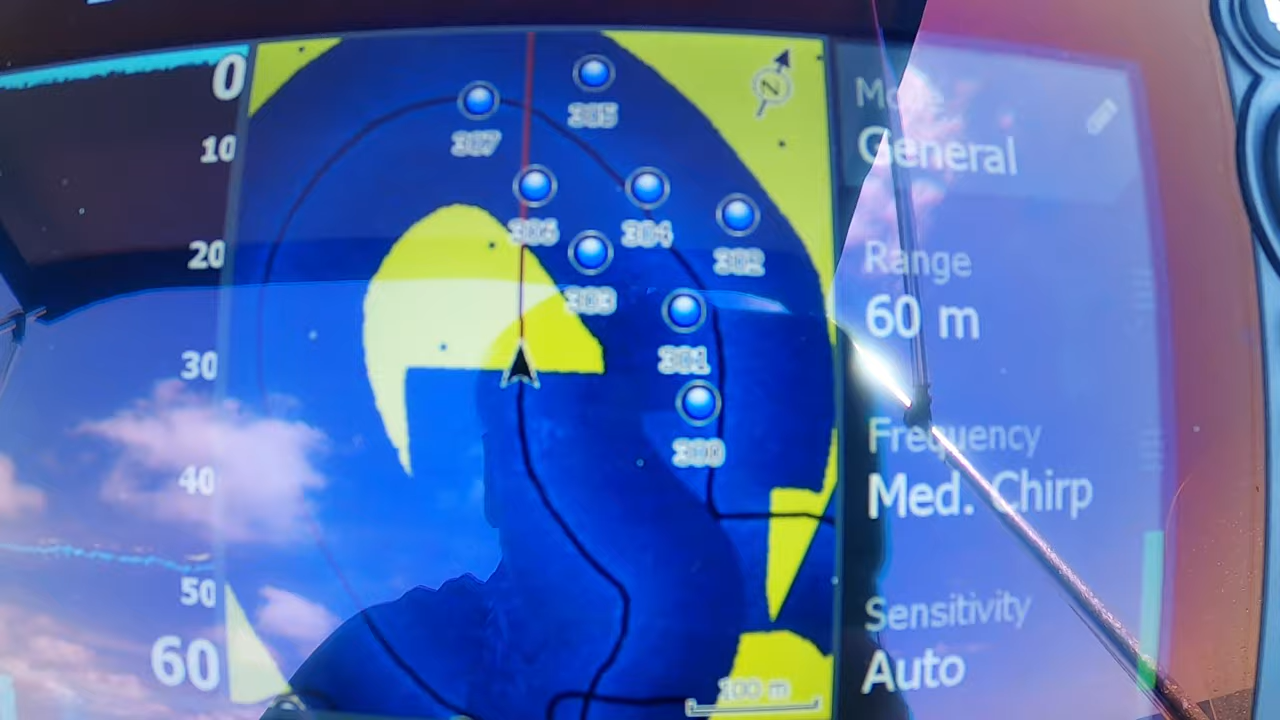 0
10
20
30
40
50
60
N
305
307
306
304
302
303
301
300
100 m
Mode
General
Range
60 m
Frequency
Med. Chirp
Sensitivity
Auto